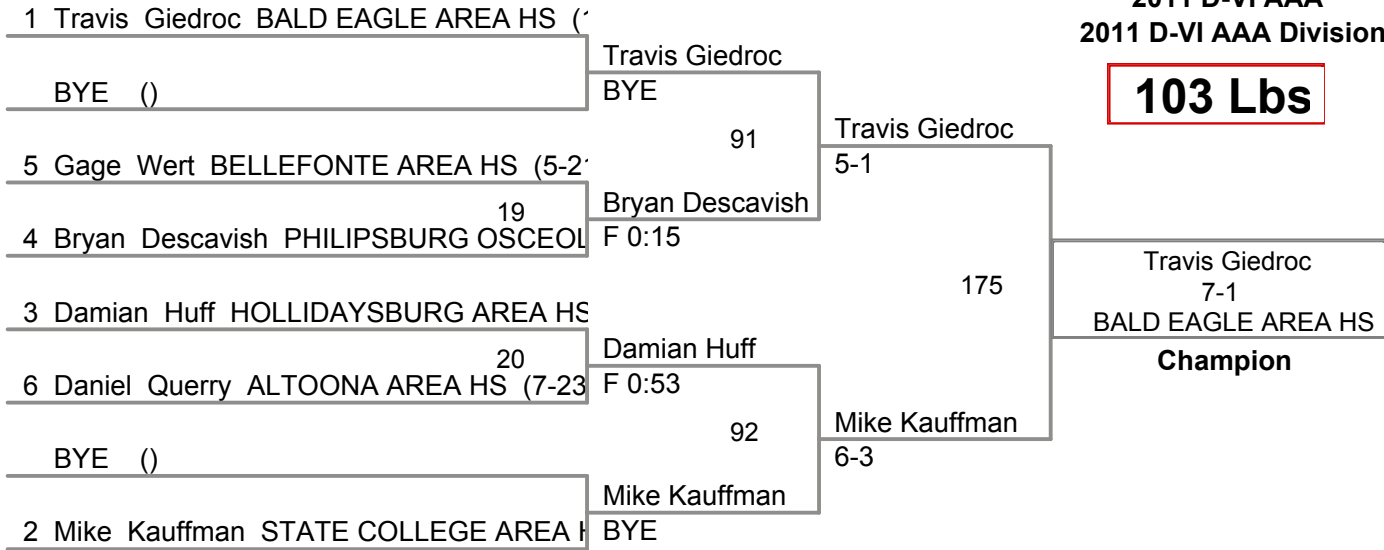 2011 D-VI AAA
2011 D-VI AAA Division
103 Lbs
1 Travis Giedroc BALD EAGLE AREA HS
BYE ()
5 Gage Wert BELLEFONTE AREA HS
19
4 Bryan Descavish PHILIPSBURG
3 Damian Huff HOLLIDAYSBURG AREA HS
20
6 Daniel Querry ALTOONA AREA HS (7-23
BYE ()
2 Mike Kauffman STATE COLLEGE AREA
Travis Giedroc
BYE
91
Bryan Descavish
F 0:15
Damian Huff
F 0:53
92
Mike Kauffman
BYE
Travis Giedroc
5-1
175
Mike Kauffman
6-3
Travis Giedroc
7-1
BALD EAGLE AREA HS
Champion